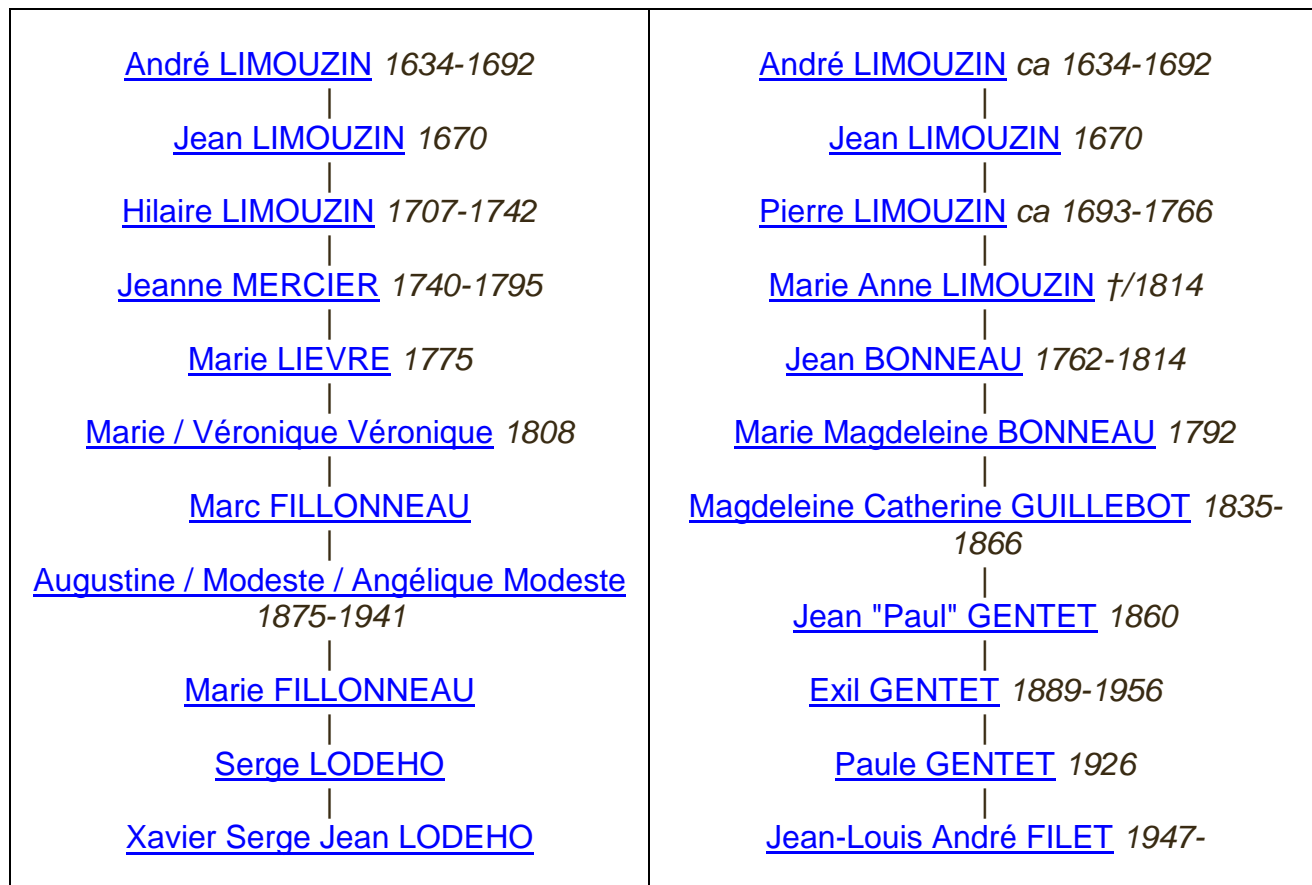 André LIMOUZIN 1634-1692
Jean LIMOUZIN 1670
Hilaire LIMOUZIN 1707-1742
Jeanne MERCIER 1740-1795
Marie LIEVRE 1775
Marie / Véronique Véronique 1808
Marc FILLONNEAU
Augustine / Modeste / Angélique Modeste
1875-1941
Marie FILLONNEAU
Serge LODEHO
Xavier Serge Jean LODEHO
André LIMOUZIN ca 1634-1692
Jean LIMOUZIN 1670
Pierre LIMOUZIN ca 1693-1766
Marie Anne LIMOUZIN †/1814
Jean BONNEAU 1762-1814
Marie Magdeleine BONNEAU 1792
Magdeleine Catherine GUILLEBOT 1835-
1866
Jean "Paul" GENTET 1860
Exil GENTET 1889-1956
Paule GENTET 1926
Jean-Louis André FILET 1947-